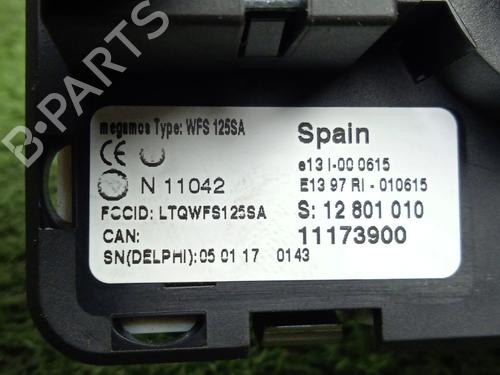 megamos Type: WFS 125SA
Spain
e13 I-00 0615
N 11042
E13 97 RI - 010615
FCCID: LTQWFS125SA
S: 12 801 010
CAN:
11173900
SN(DELPHI): 05 01 17 0143
B-PARTS